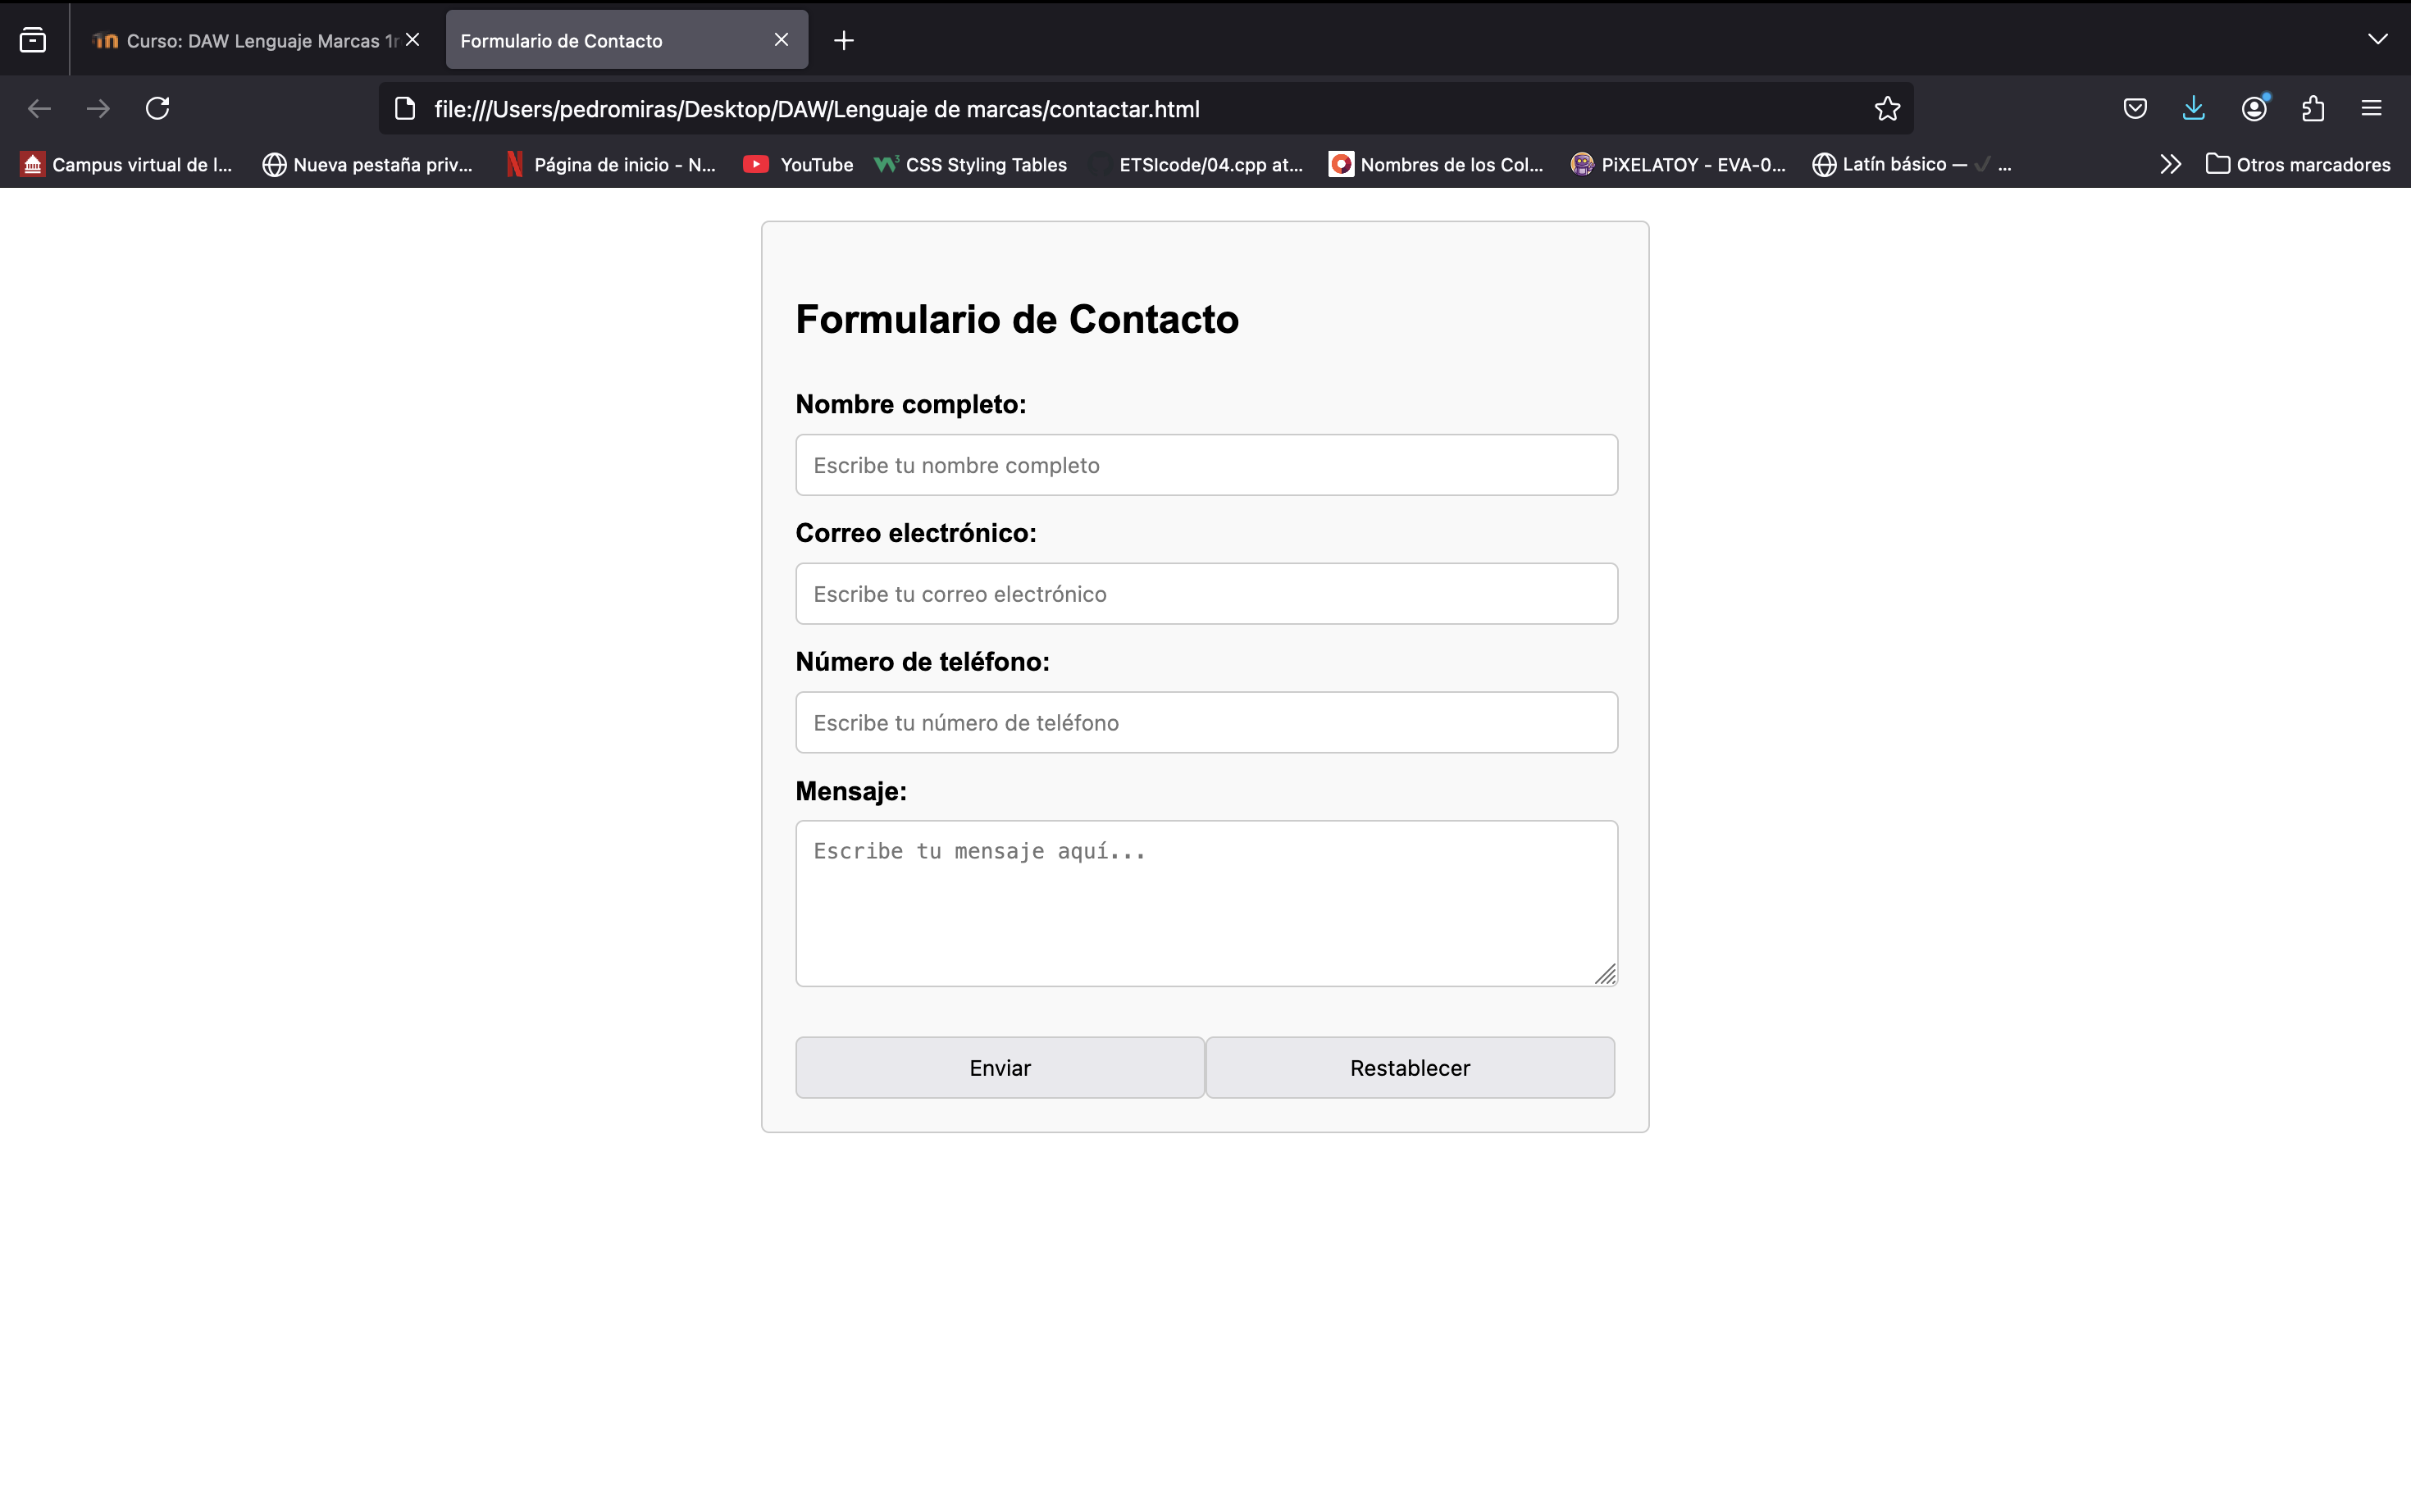 Curso: DAW Lenguaje Marcas 1r
Formulario de Contacto
file:///Users/pedromiras/Desktop/DAW/Lenguaje de marcas/contactar.html
Campus virtual de l...
Nueva pestaña priv...
Página de inicio - N...
YouTube
CSS Styling Tables
ETSIcode/04.cpp at...
Nombres de los Col...
PiXELATOY - EVA-0...
Latín básico — ✓ ...
Otros marcadores
Formulario de Contacto
Nombre completo:
Escribe tu nombre completo
Correo electrónico:
Escribe tu correo electrónico
Número de teléfono:
Escribe tu número de teléfono
Mensaje:
Escribe tu mensaje aquí...
Enviar
Restablecer